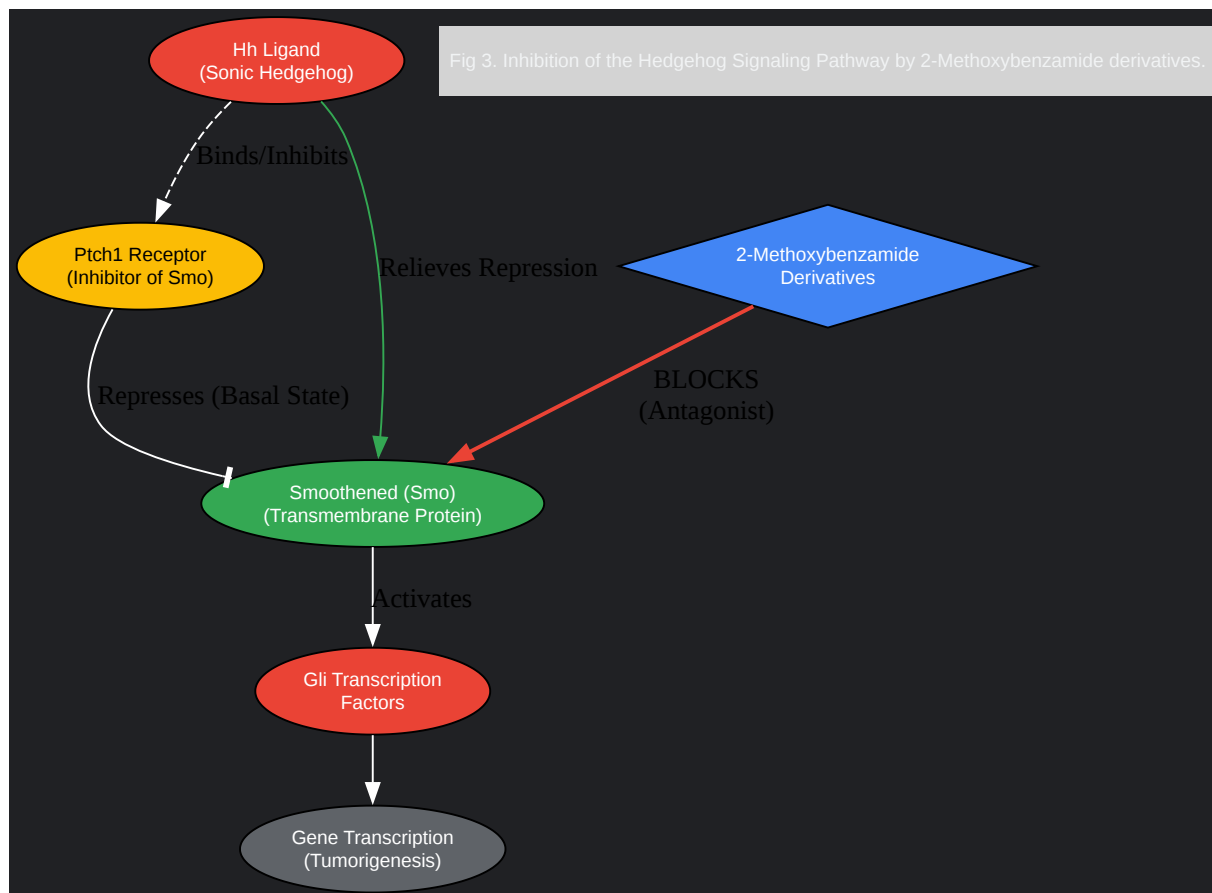 Hh Ligand
(Sonic Hedgehog)
Fig 3. Inhibition of the Hedgehog Signaling Pathway by 2-Methoxybenzamide derivatives.
Binds/Inhibits
Ptch1 Receptor
(Inhibitor of Smo)
Relieves Repression
2-Methoxybenzamide
Derivatives
Represses (Basal State)
BLOCKS
(Antagonist)
Smoothened (Smo)
(Transmembrane Protein)
Activates
Gli Transcription
Factors
Gene Transcription
(Tumorigenesis)